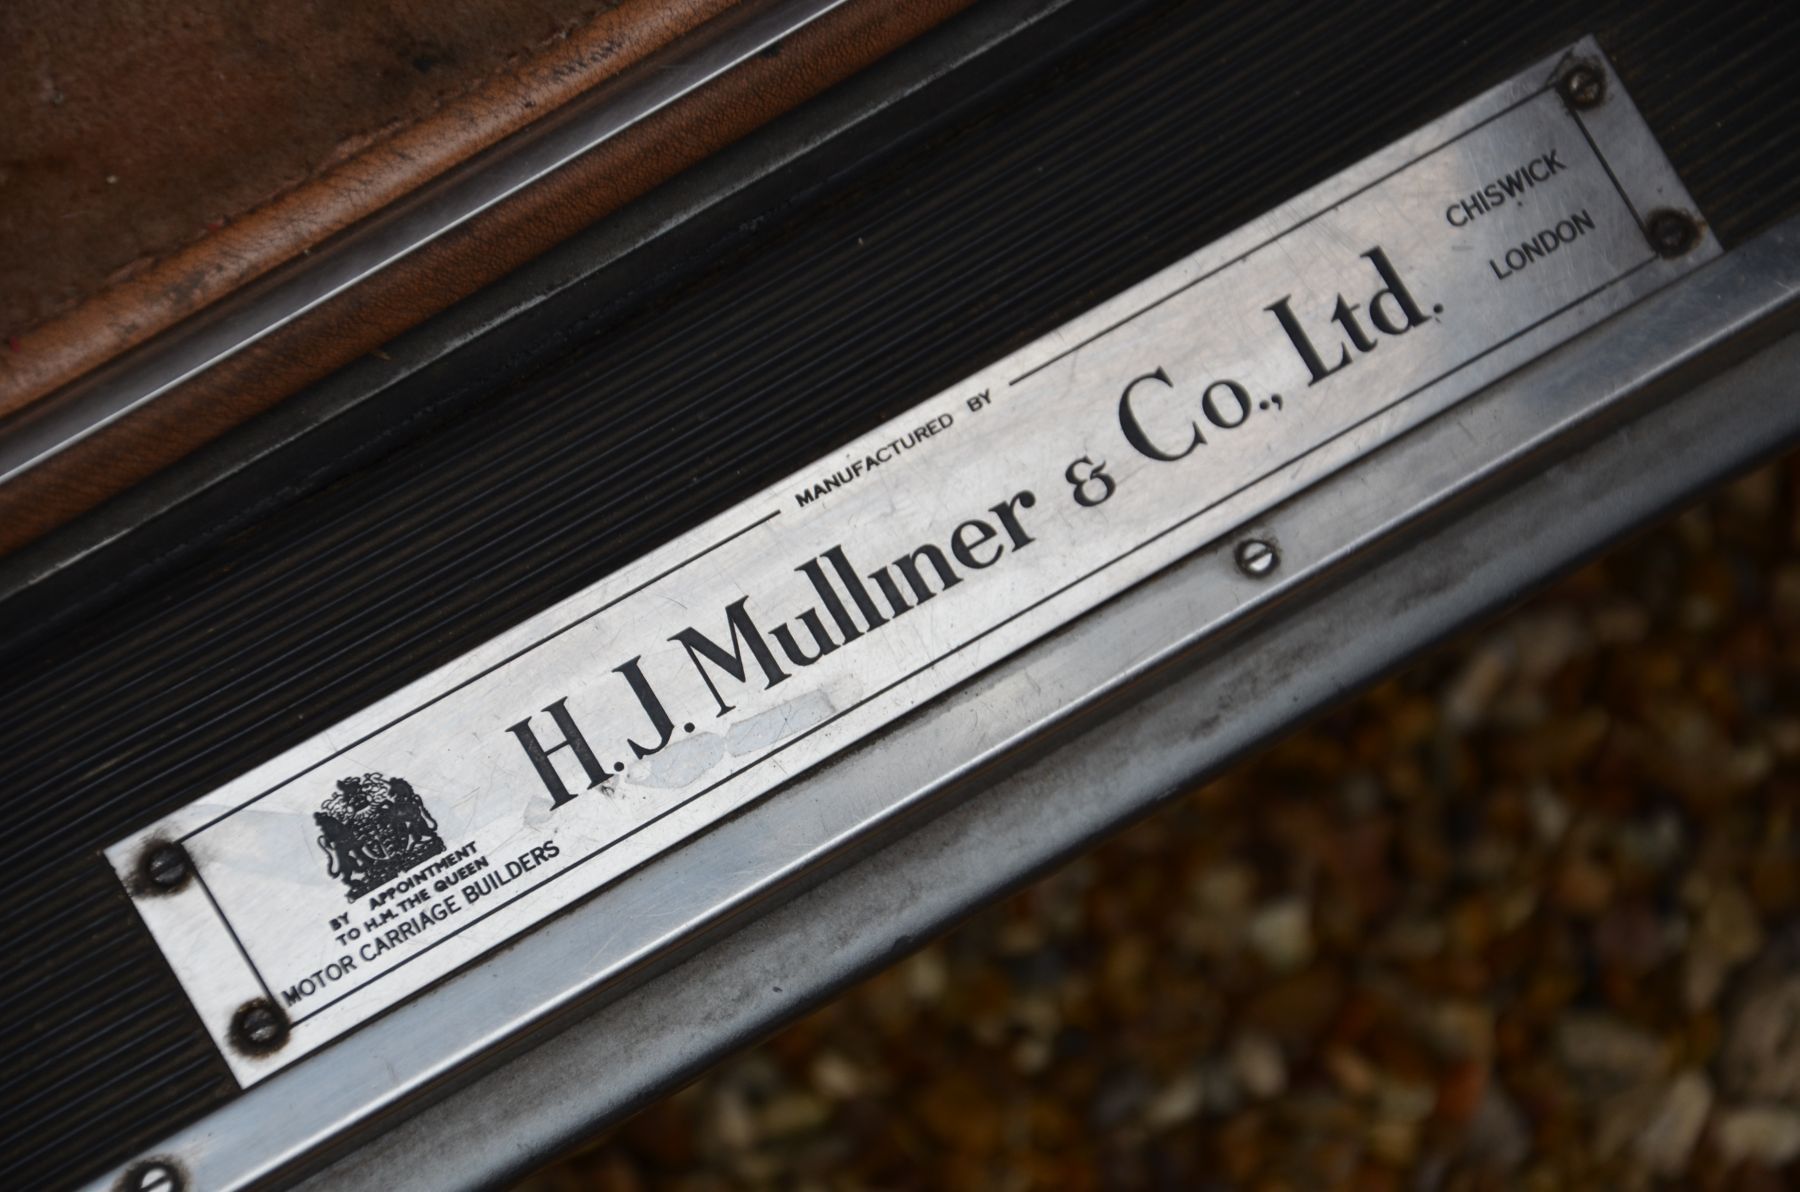 MANUFACTURED BY
H.J. Mulliner & Co., Ltd.
CHISWICK
LONDON
BY APPOINTMENT
TO H.M. THE QUEEN
MOTOR CARRIAGE BUILDERS